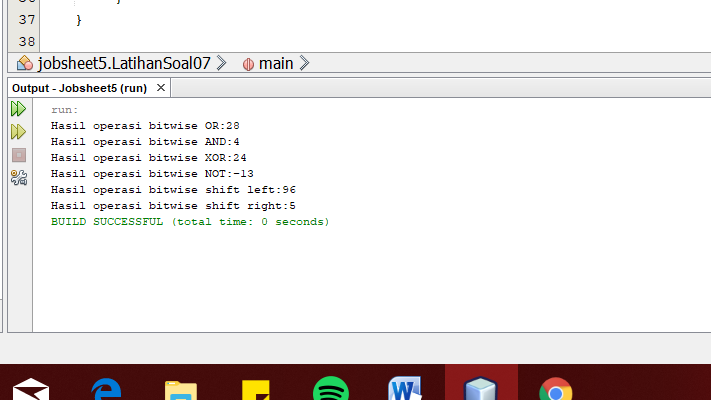 37 }
38
jobsheet5.LatihanSoal07 main
Output - Jobsheet5 (run) ×
run:
Hasil operasi bitwise OR:28
Hasil operasi bitwise AND:4
Hasil operasi bitwise XOR:24
Hasil operasi bitwise NOT:-13
Hasil operasi bitwise shift left:96
Hasil operasi bitwise shift right:5
BUILD SUCCESSFUL (total time: 0 seconds)
W